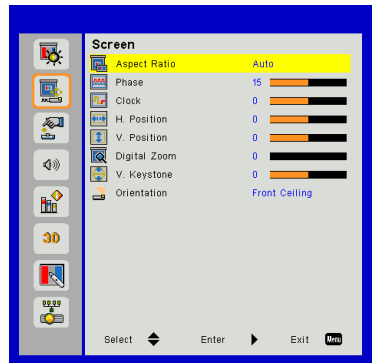 Screen
Aspect Ratio Auto
Phase 15
Clock 0
H. Position 0
V. Position 0
Digital Zoom 0
V. Keystone 0
Orientation Front Ceiling
3D
Select Enter Exit Menu